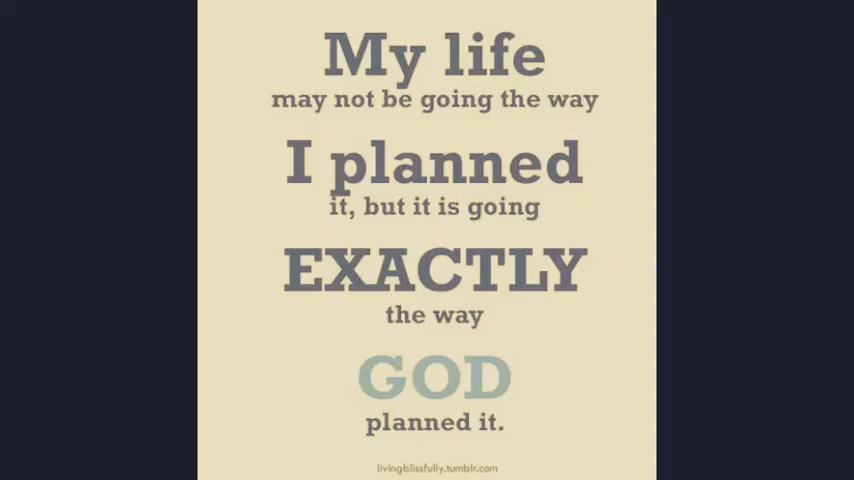 My life
may not be going the way
I planned
it, but it is going
EXACTLY
the way
GOD
planned it.
livingblissfully.tumblr.com